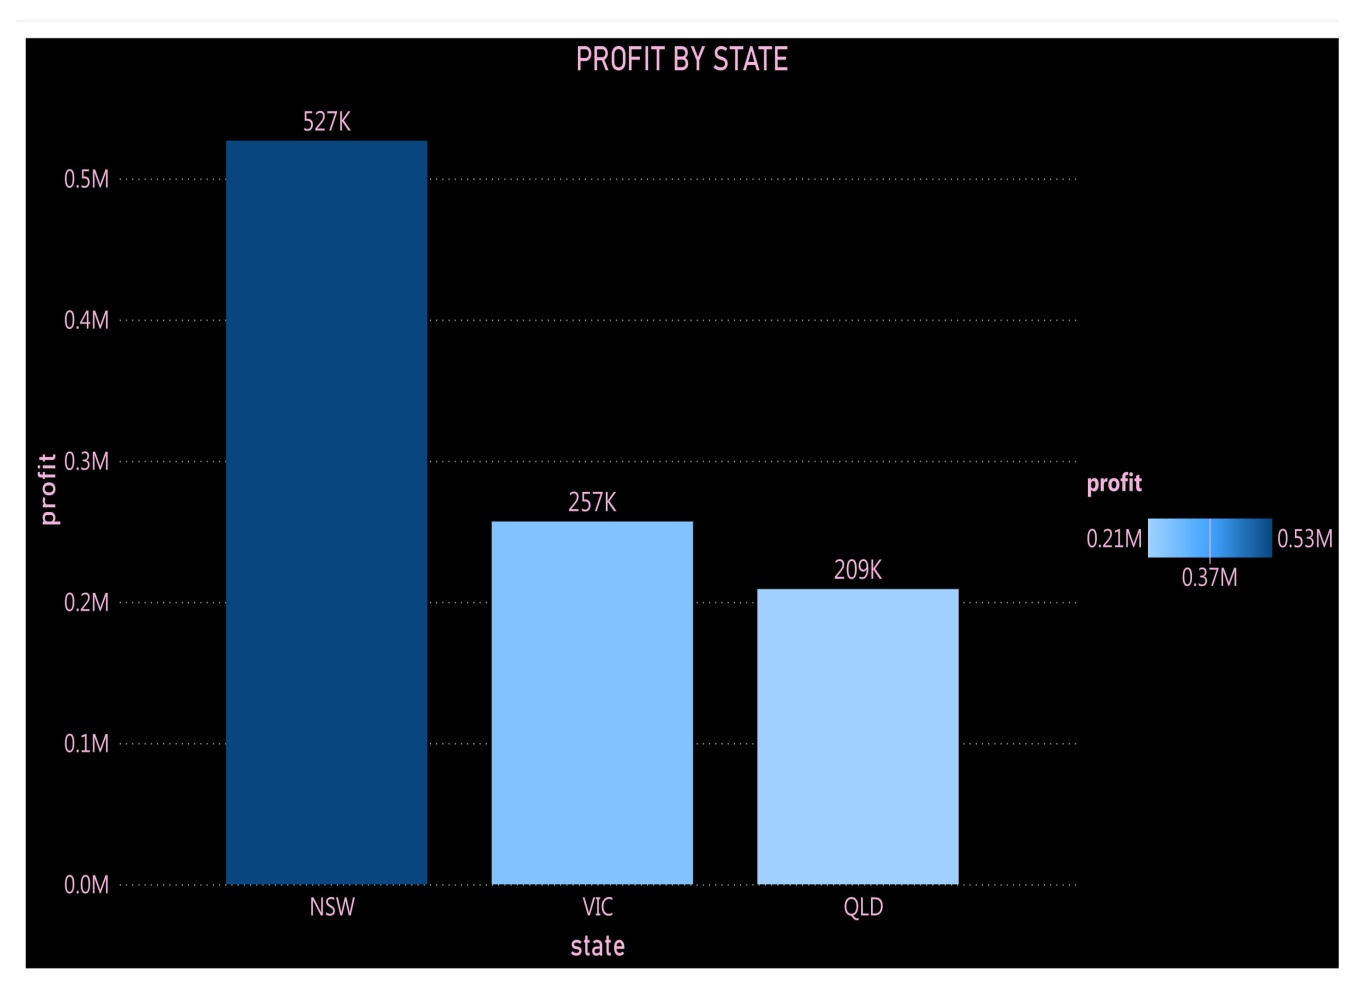 PROFIT BY STATE
527K
0.5M
0.4M
0.3M
257K
209K
0.2M
0.1M
0.0M
profit
NSW VIC QLD
state
profit
0.21M 0.53M
0.37M